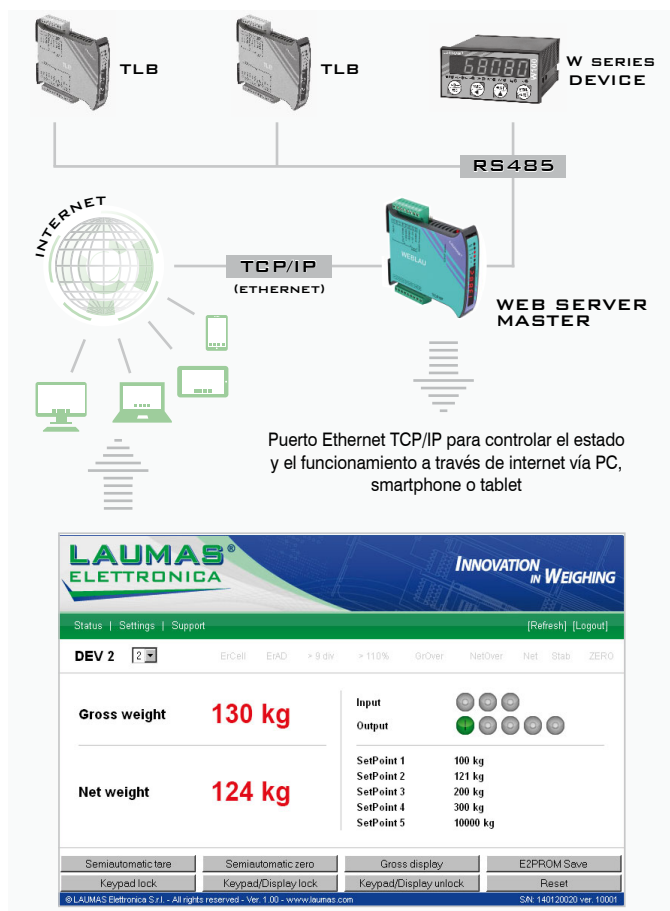 TLB
TLB
W SERIES
DEVICE
68080
W200
RS485
INTERNET
WEBLAU
TCP/IP
(ETHERNET)
WEB SERVER
MASTER
Puerto Ethernet TCP/IP para controlar el estado
y el funcionamiento a través de internet vía PC,
smartphone o tablet
LAUMAS®
ELETTRONICA
INNOVATION
IN WEIGHING
Status | Settings | Support [Refresh] [Logout]
DEV 2 2 ErCell ErAD > 9 div > 110% GrOver NetOver Net Stab ZERO
Gross weight 130 kg
Input
Output
Net weight 124 kg
SetPoint 1 100 kg
SetPoint 2 121 kg
SetPoint 3 200 kg
SetPoint 4 300 kg
SetPoint 5 10000 kg
Semiautomatic tare Semiautomatic zero Gross display E2PROM Save
Keypad lock Keypad/Display lock Keypad/Display unlock Reset
© LAUMAS Elettronica S.r.l. - All rights reserved - Ver. 1.00 - www.laumas.com S/N: 140120020 ver. 10001